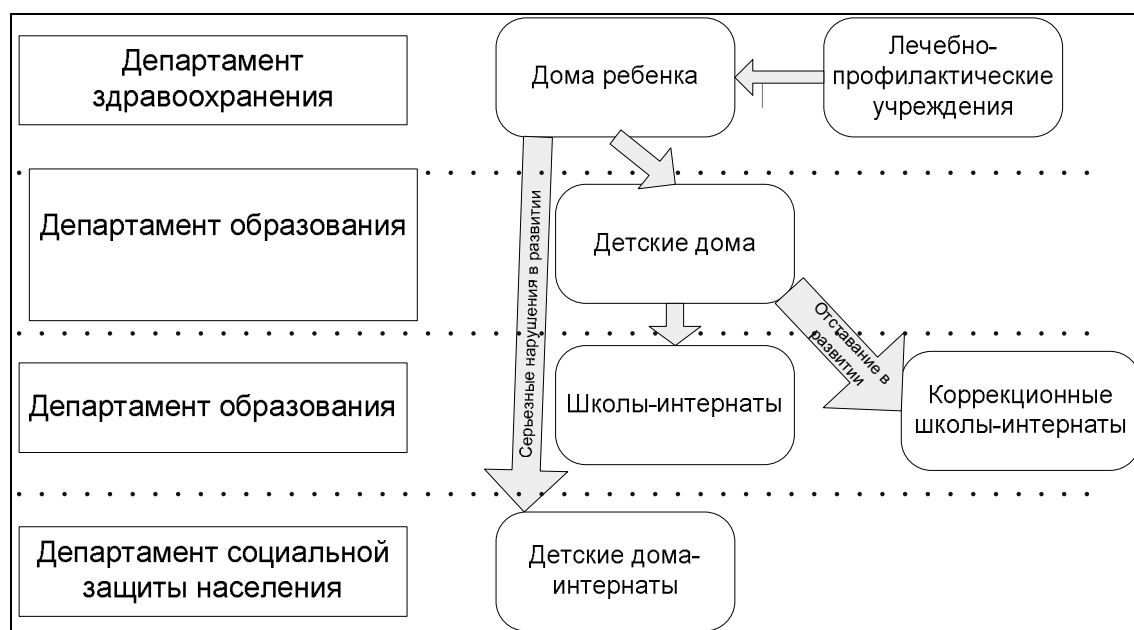 Департамент
здравоохранения
Дома ребенка
Лечебно-
профилактические
учреждения
Департамент образования
Детские дома
Серьезные нарушения в развитии
Отставание в
развитии
Департамент образования
Школы-интернаты
Коррекционные
школы-интернаты
Департамент социальной
защиты населения
Детские дома-
интернаты